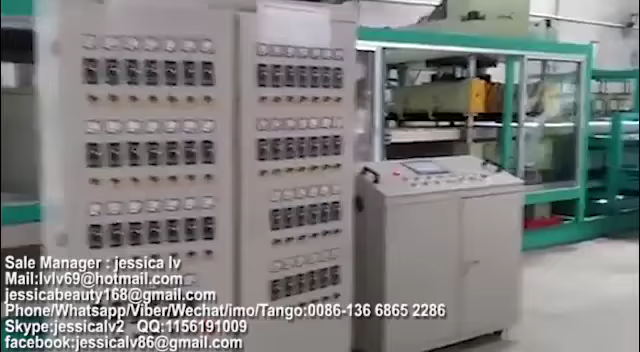 Sale Manager : jessica lv
Mail:lvlv69@hotmail.com
jessicabeauty168@gmail.com
Phone/Whatsapp/Viber/Wechat/imo/Tango:0086-136 6865 2286
Skype:jessicalv2 QQ:1156191009
facebook:jessicalv86@gmail.com